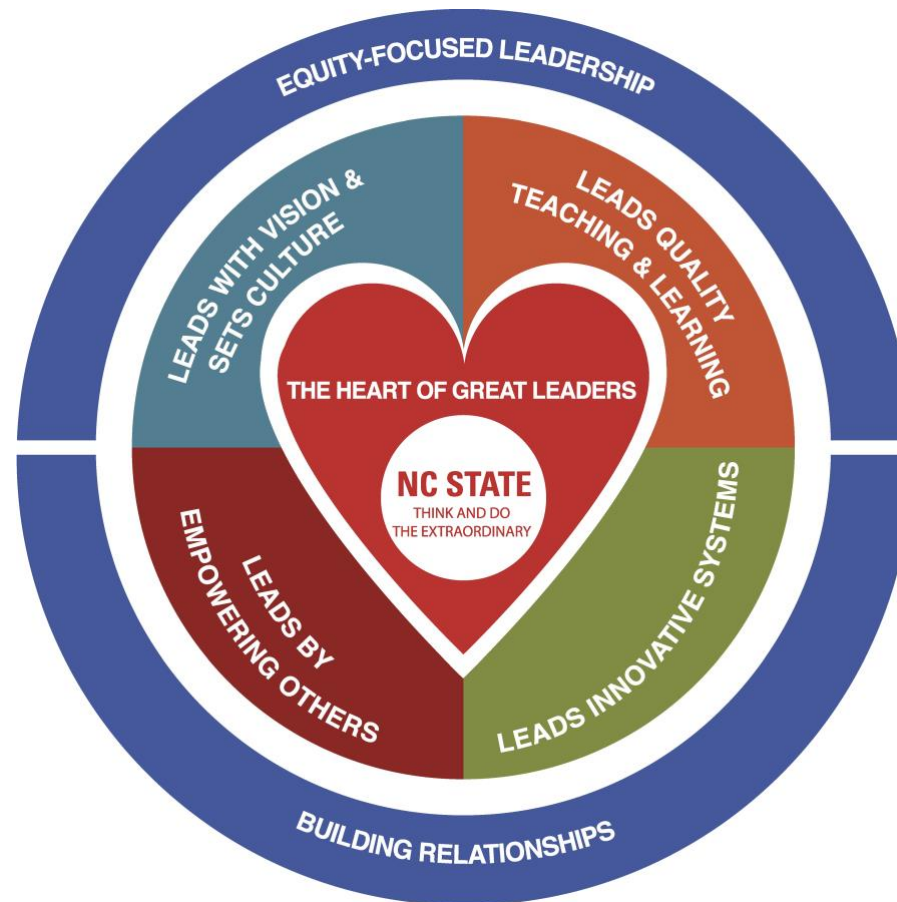 EQUITY-FOCUSED LEADERSHIP
LEADS WITH VISION &
SETS CULTURE
LEADS QUALITY
TEACHING & LEARNING
THE HEART OF GREAT LEADERS
NC STATE
THINK AND DO
THE EXTRAORDINARY
LEADS BY
EMPOWERING OTHERS
LEADS INNOVATIVE SYSTEMS
BUILDING RELATIONSHIPS